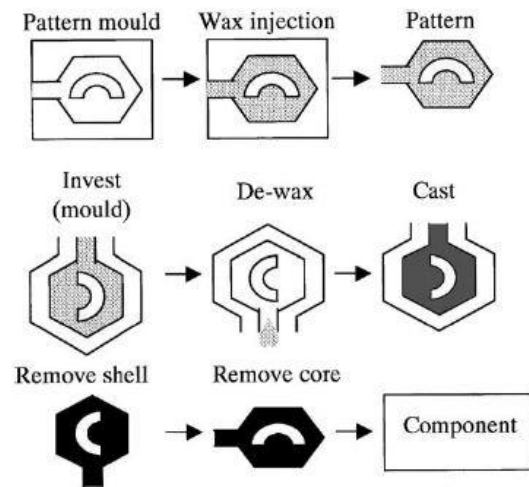 Pattern mould
Wax injection
Pattern
Invest
(mould)
De-wax
Cast
Remove shell
Remove core
Component